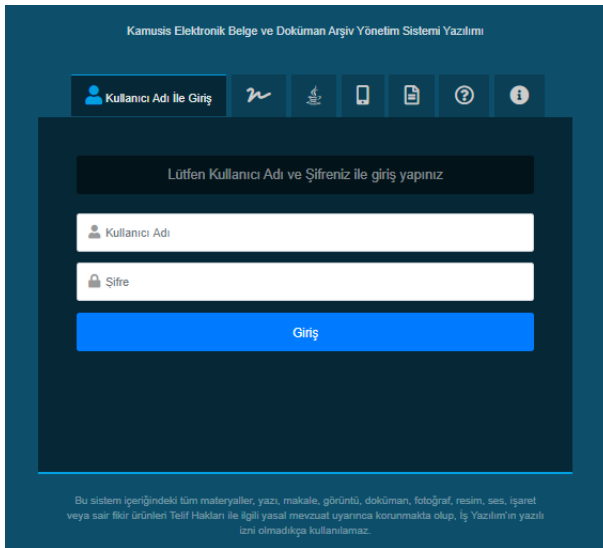 Kamusis Elektronik Belge ve Doküman Arşiv Yönetim Sistemi Yazılımı
Kullanıcı Adı İle Giriş
Lütfen Kullanıcı Adı ve Şifreniz ile giriş yapınız
Kullanıcı Adı
Şifre
Giriş
Bu sistem içeriğindeki tüm materyaller, yazı, makale, görüntü, doküman, fotoğraf, resim, ses, işaret
veya sair fikir ürünleri Telif Hakları ile ilgili yasal mevzuat uyarınca korunmakta olup, İş Yazılım'ın yazılı
izni olmadıkça kullanılamaz.